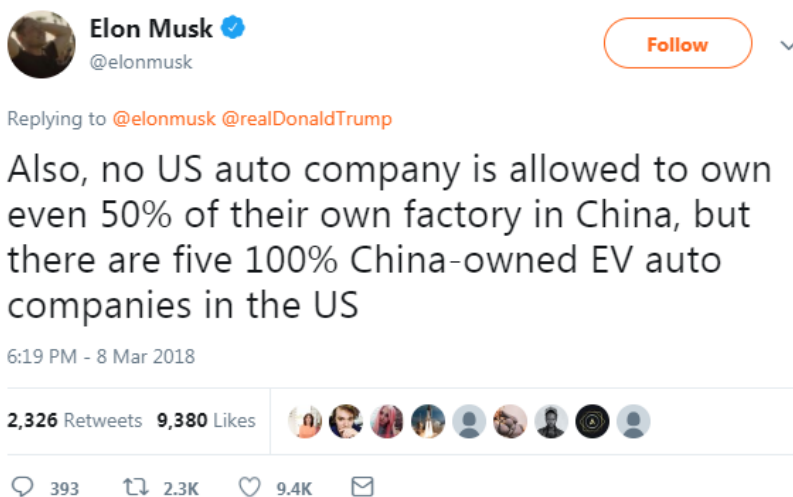 Elon Musk
@elonmusk
Follow
Replying to @elonmusk @realDonaldTrump
Also, no US auto company is allowed to own
even 50% of their own factory in China, but
there are five 100% China-owned EV auto
companies in the US
6:19 PM - 8 Mar 2018
2,326 Retweets 9,380 Likes
393 2.3K 9.4K